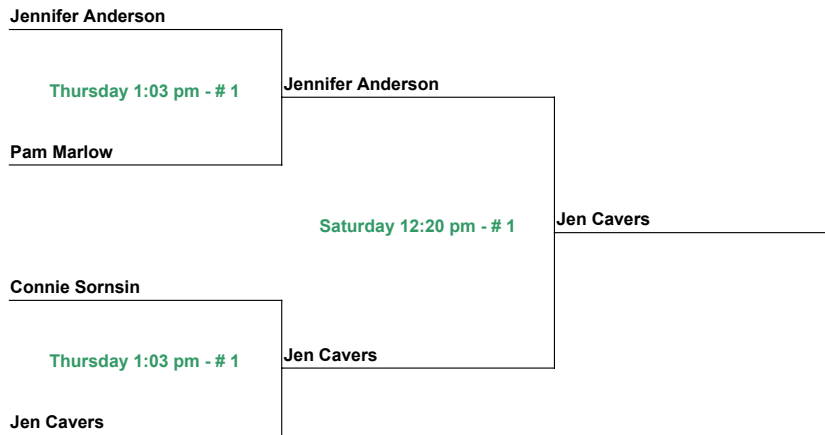 Jennifer Anderson
Thursday 1:03 pm - # 1
Jennifer Anderson
Pam Marlow
Saturday 12:20 pm - # 1
Jen Cavers
Connie Sornsin
Thursday 1:03 pm - # 1
Jen Cavers
Jen Cavers